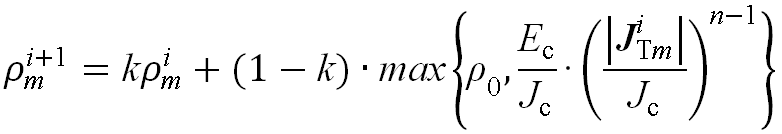 ρ_m^{i+1} = kρ_m^i + (1 − k) · max{ρ_0, E_c/J_c · (|J_{Tm}^i|/J_c)^{n−1}}